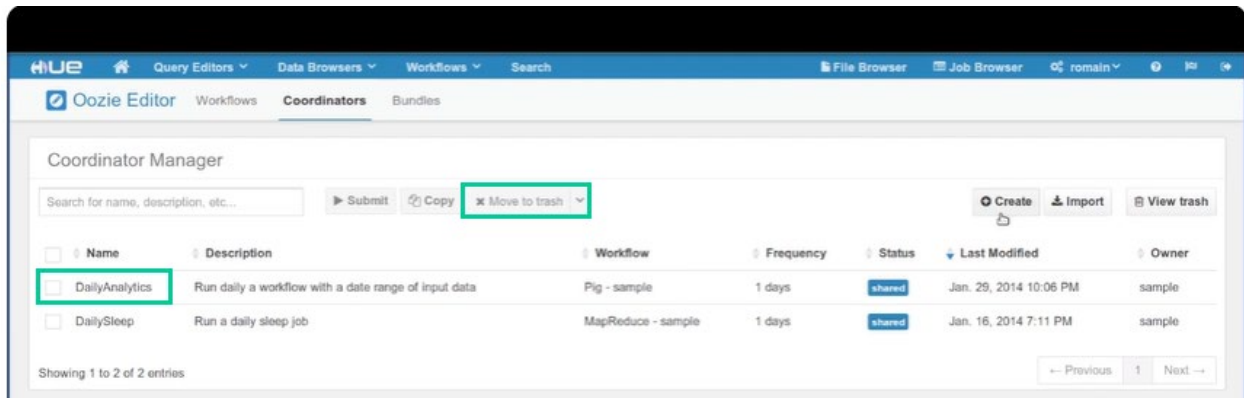 HUE Query Editors Data Browsers Workflows Search File Browser Job Browser romain
Oozie Editor Workflows Coordinators Bundles
Coordinator Manager
Search for name, description, etc... Submit Copy Move to trash Create Import View trash
Name Description Workflow Frequency Status Last Modified Owner
DailyAnalytics Run daily a workflow with a date range of input data Pig - sample 1 days shared Jan. 29, 2014 10:06 PM sample
DailySleep Run a daily sleep job MapReduce - sample 1 days shared Jan. 16, 2014 7:11 PM sample
Showing 1 to 2 of 2 entries ← Previous 1 Next →